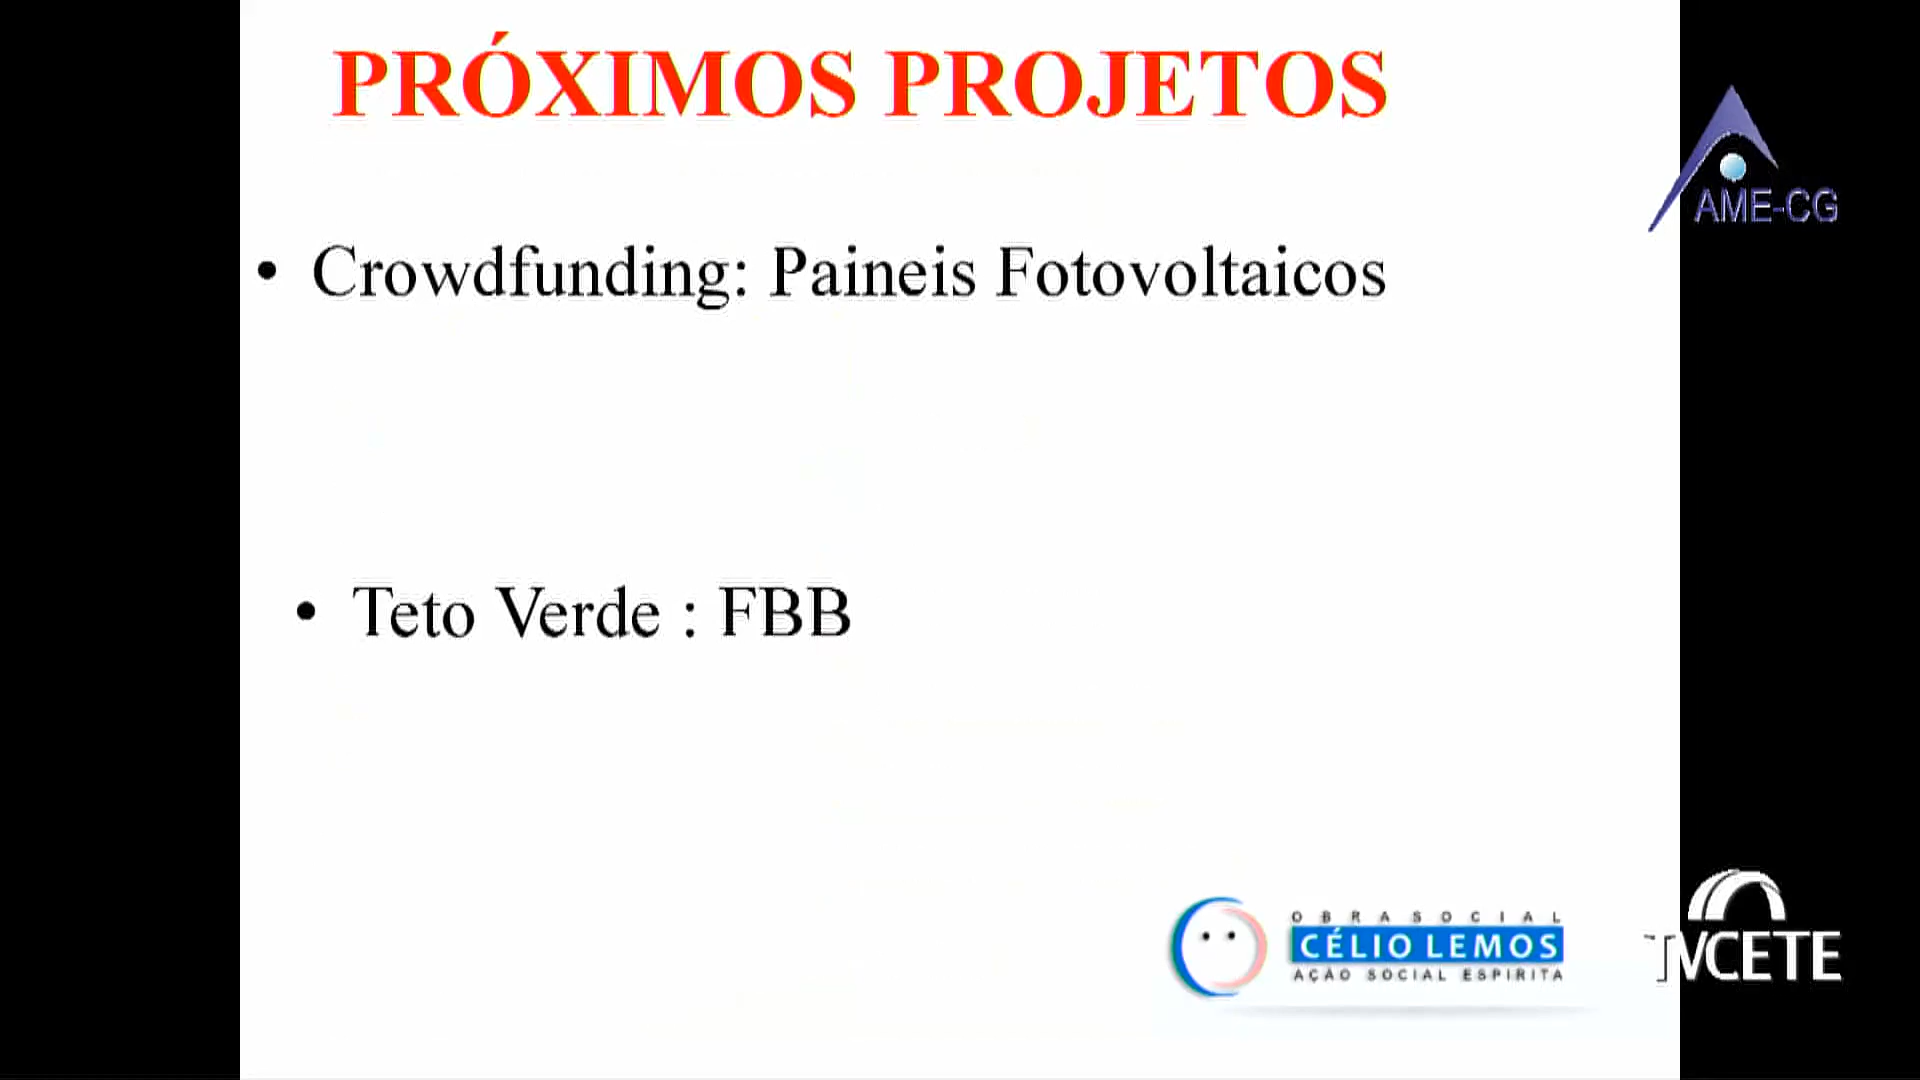 PRÓXIMOS PROJETOS
AME-CG
• Crowdfunding: Paineis Fotovoltaicos
• Teto Verde : FBB
OBRA SOCIAL
CÉLIO LEMOS
AÇÃO SOCIAL ESPIRITA
TVCETE